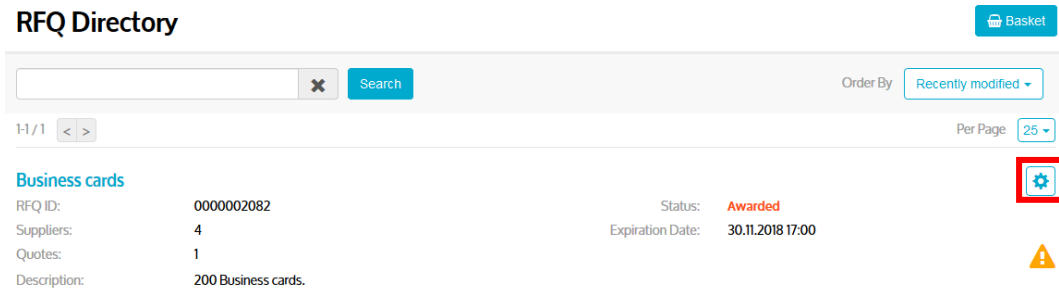 RFQ Directory Basket
Search Order By Recently modified
1-1 / 1 < > Per Page 25
Business cards
RFQ ID: 0000002082 Status: Awarded
Suppliers: 4 Expiration Date: 30.11.2018 17:00
Quotes: 1
Description: 200 Business cards.